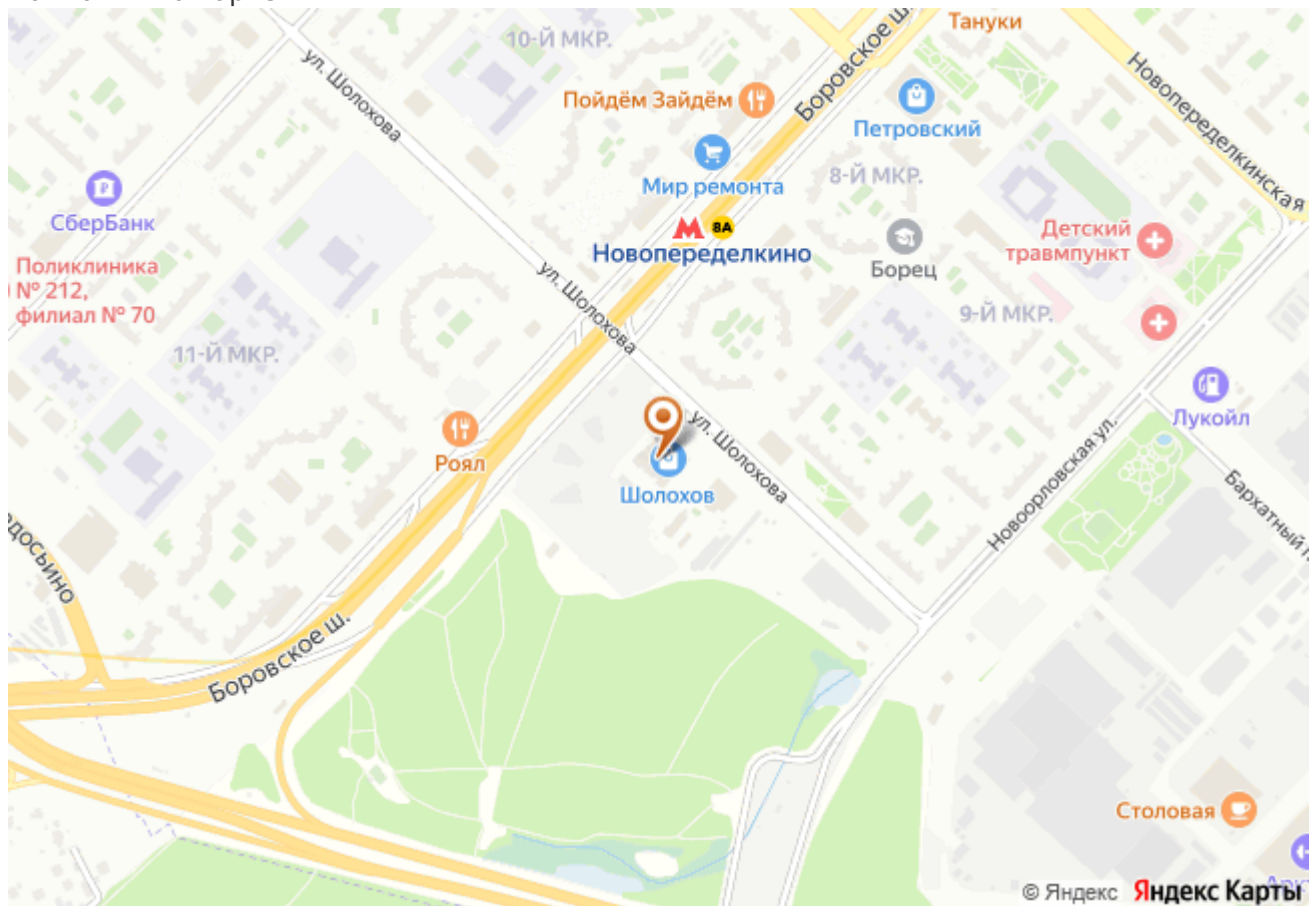 Тануки
10-Й МКР.
Боровское ш.
ул. Шолохова
Новопеределкинская
Пойдём Зайдём
Петровский
Мир ремонта
8-Й МКР.
СберБанк
8А
Новопеределкино
Детский
травмпункт
Борец
Поликлиника
№ 212,
филиал № 70
ул. Шолохова
9-Й МКР.
11-Й МКР.
Лукойл
Роял
ул. Шолохова
Шолохов
Новоорловская ул.
Бархатный
Боровское ш.
Столовая
© Яндекс Яндекс Карты